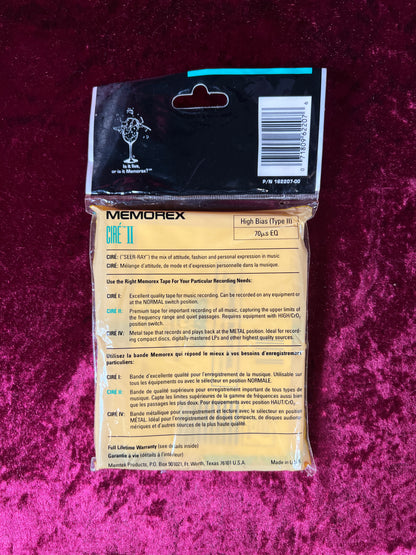 Is it live,
or is it Memorex?™
0 71809 62207 6
P/N 162207-00
MEMOREX
CIRÉ™ II
High Bias (Type II)
70µs EQ
CIRÉ: ("SEER-RAY") the mix of attitude, fashion and personal expression in music
CIRÉ: Mélange d'attitude, de mode et d'expression personnelle dans la musique.
Use the Right Memorex Tape For Your Particular Recording Needs:
CIRÉ I: Excellent quality tape for music recording. Can be recorded on any equipment or
at the NORMAL switch position.
CIRÉ II: Premium tape for important recording of all music, capturing the upper limits of
the frequency range and quiet passages. Requires equipment with HIGH/CrO₂
position switch.
CIRÉ IV: Metal tape that records and plays back at the METAL position. Ideal for record-
ing compact discs, digitally-mastered LPs and other highest quality sources.
Utilisez la bande Memorex qui répond le mieux à vos besoins d'enregistrements
particuliers:
CIRÉ I: Bande d'excellente qualité pour l'enregistrement de la musique. Utilisable sur
tous les équipements ou avec le sélecteur en position NORMALE.
CIRÉ II: Bande de qualité supérieure pour enregistrement important de tous types de
musique. Capte les limites supérieures de la gamme de fréquences aussi bien
que les passages les plus doux. Pour équipements avec position HAUT/CrO₂.
CIRÉ IV: Bande métallique pour enregistrement et lecture avec le sélecteur en position
MÉTAL. Idéal pour l'enregistrement de disques compacts, de disques audionu-
mériques et d'autres sources de la plus haute qualité.
Full Lifetime Warranty (see details inside)
Garantie à vie (détails à l'intérieur)
Memtek Products, P.O. Box 901021, Ft. Worth, Texas 76101 U.S.A.
Made in U.S.A.